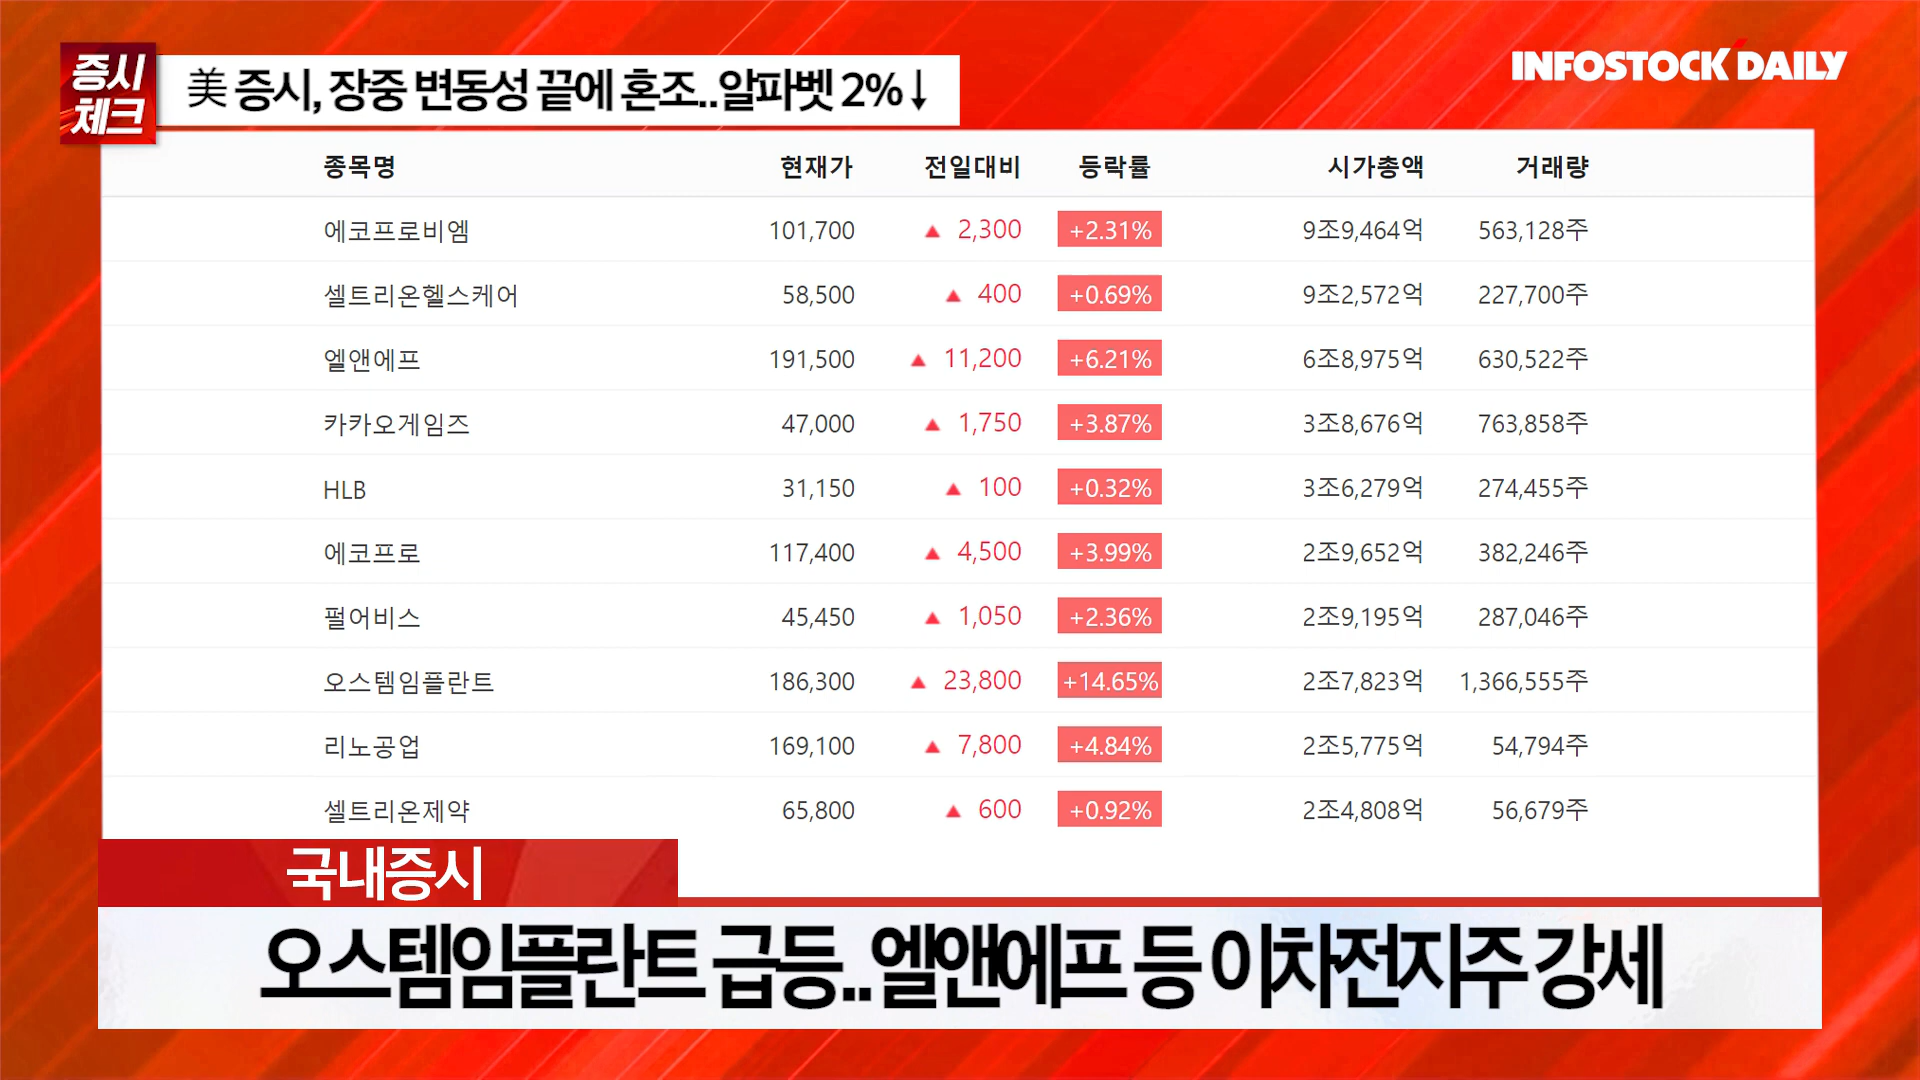 증시
체크
美 증시, 장중 변동성 끝에 혼조..알파벳 2%↓
INFOSTOCK DAILY
종목명 현재가 전일대비 등락률 시가총액 거래량
에코프로비엠 101,700 ▲ 2,300 +2.31% 9조9,464억 563,128주
셀트리온헬스케어 58,500 ▲ 400 +0.69% 9조2,572억 227,700주
엘앤에프 191,500 ▲ 11,200 +6.21% 6조8,975억 630,522주
카카오게임즈 47,000 ▲ 1,750 +3.87% 3조8,676억 763,858주
HLB 31,150 ▲ 100 +0.32% 3조6,279억 274,455주
에코프로 117,400 ▲ 4,500 +3.99% 2조9,652억 382,246주
펄어비스 45,450 ▲ 1,050 +2.36% 2조9,195억 287,046주
오스템임플란트 186,300 ▲ 23,800 +14.65% 2조7,823억 1,366,555주
리노공업 169,100 ▲ 7,800 +4.84% 2조5,775억 54,794주
셀트리온제약 65,800 ▲ 600 +0.92% 2조4,808억 56,679주
국내증시
오스템임플란트 급등..엘앤에프 등 이차전지주 강세